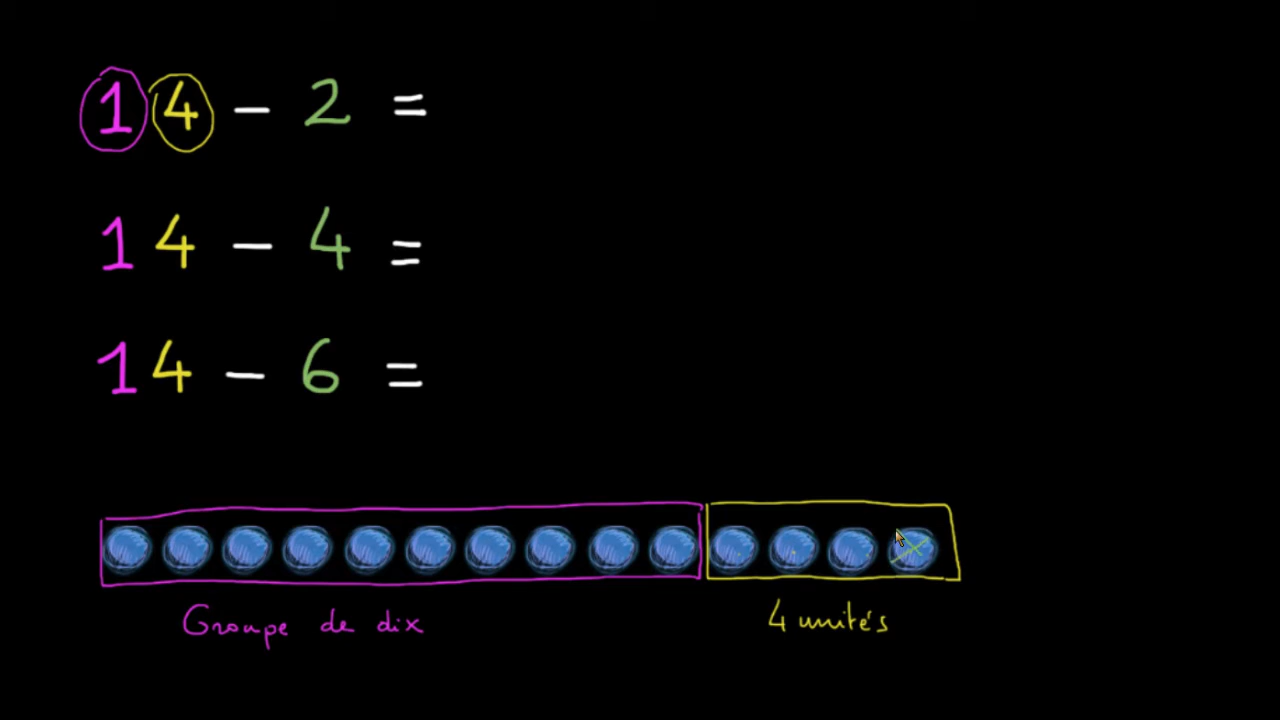 14 - 2 =
14 - 4 =
14 - 6 =
Groupe de dix 4 unités